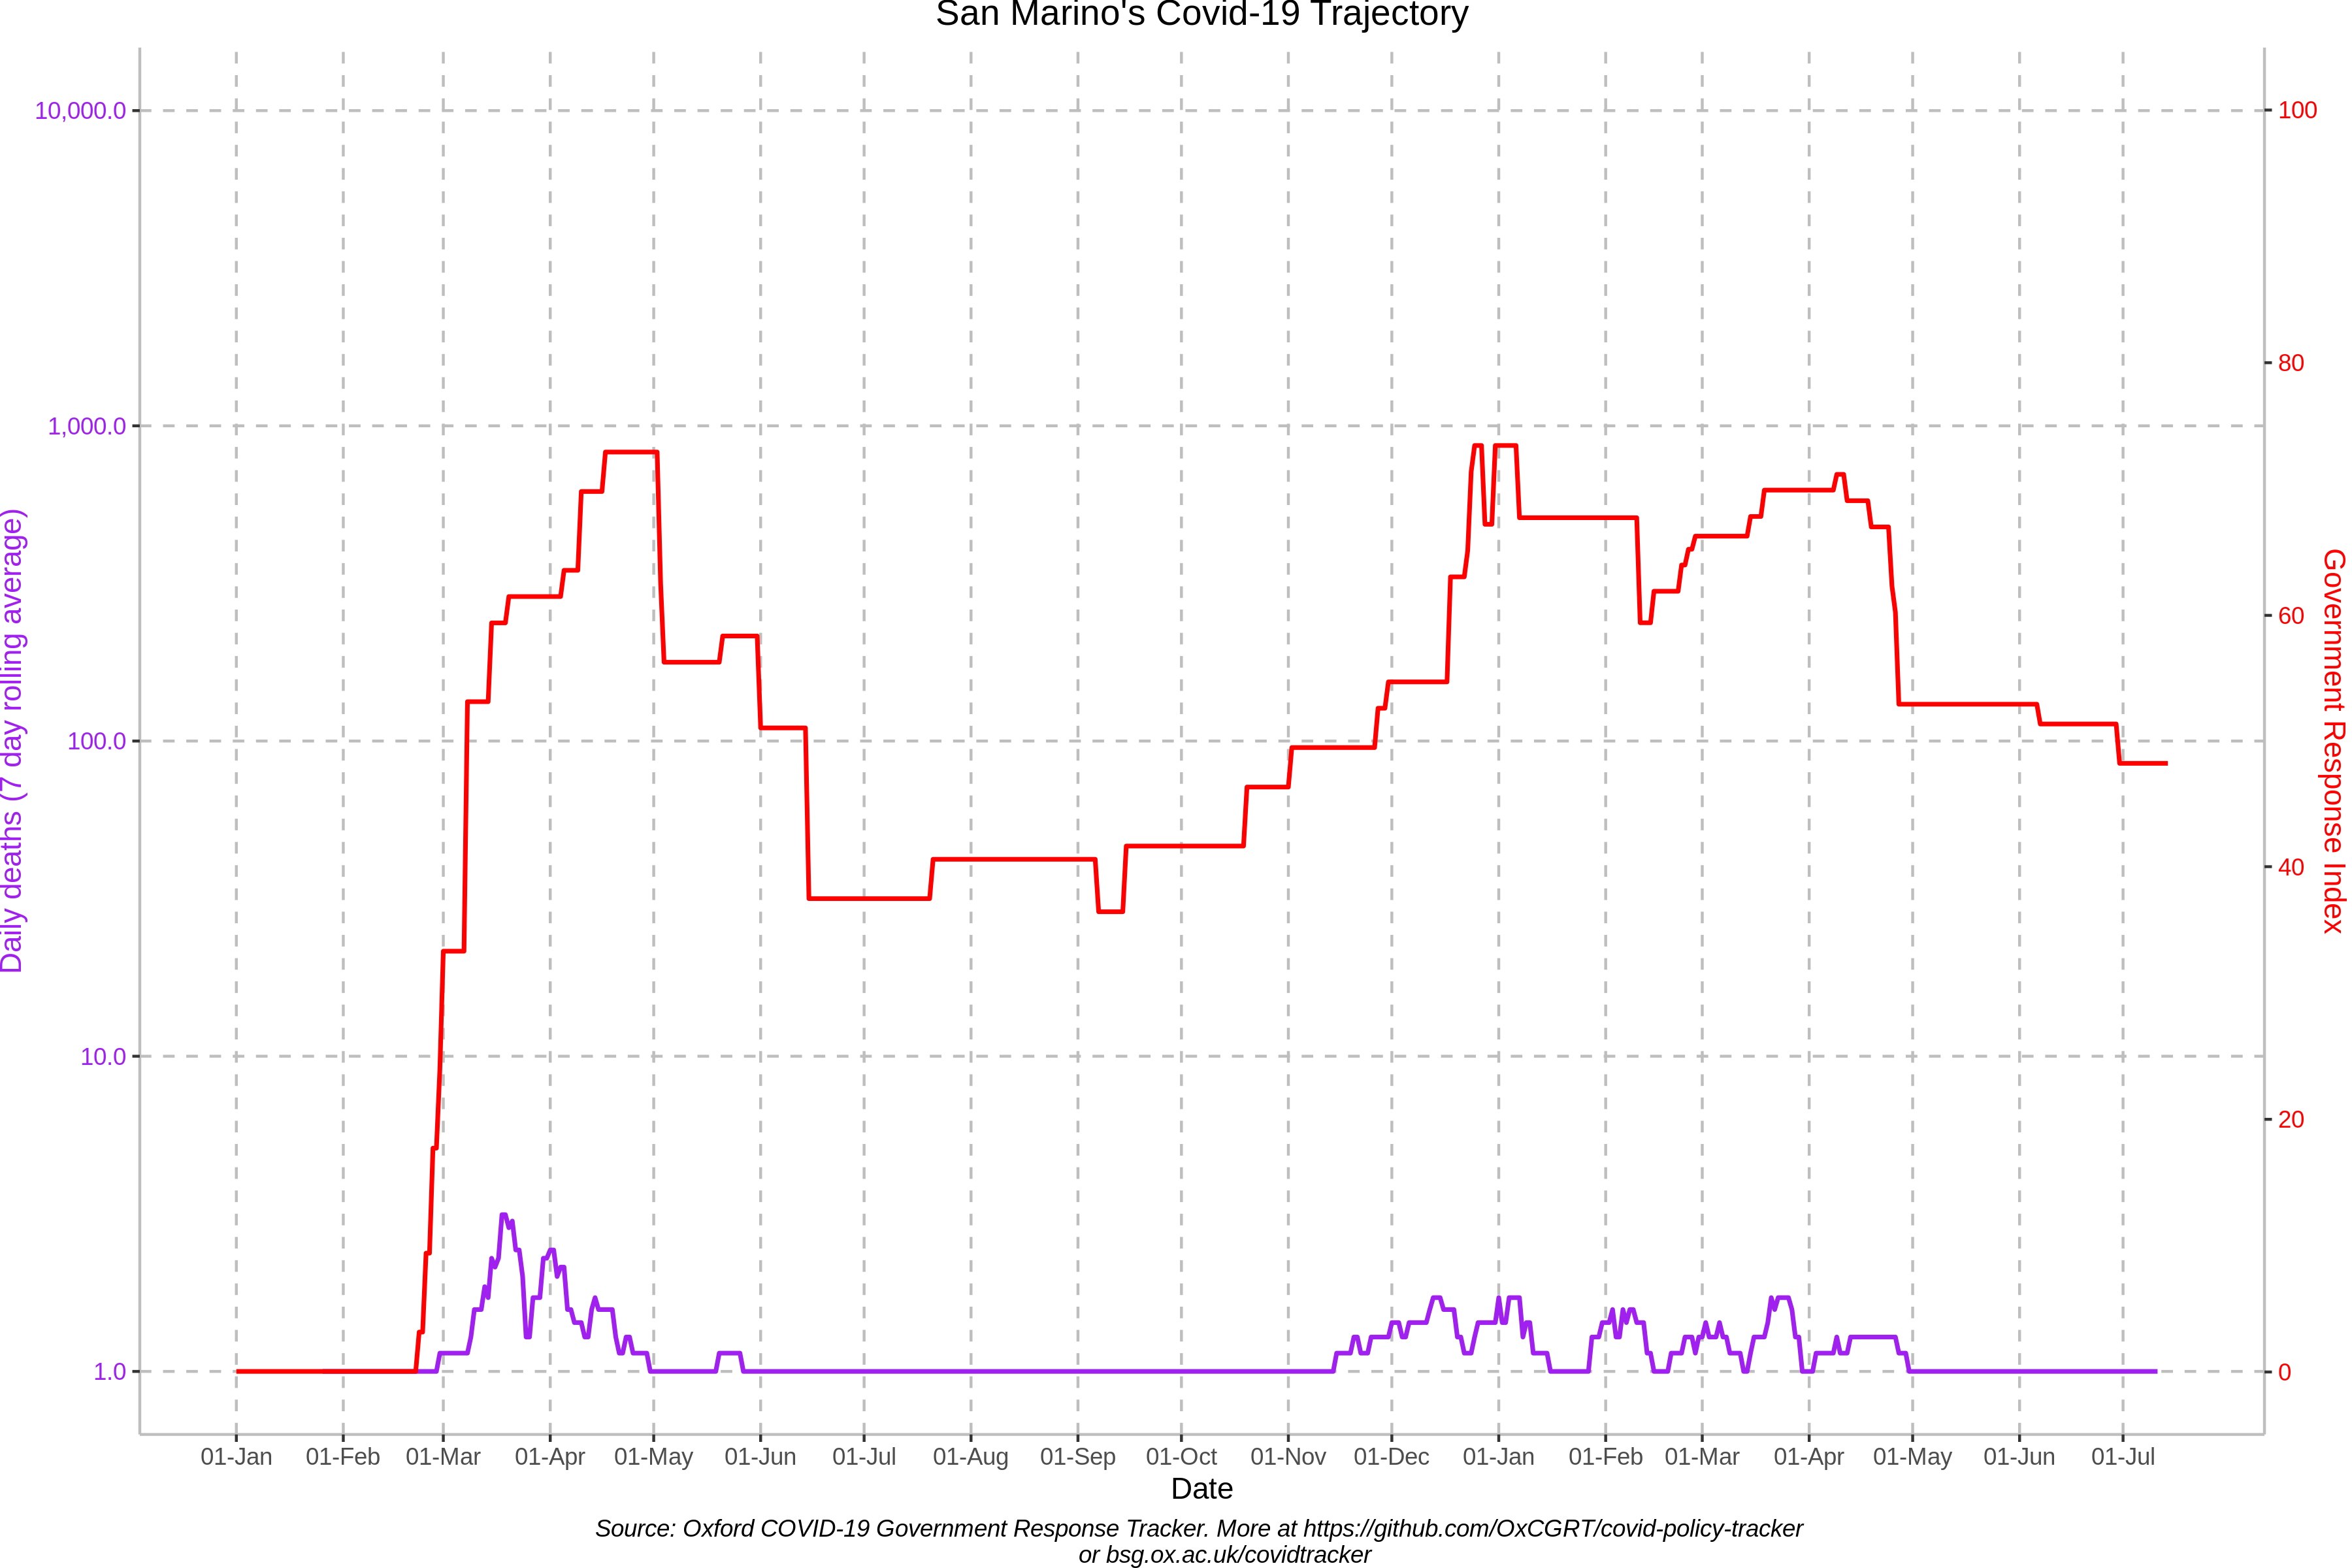 San Marino's Covid-19 Trajectory
10,000.0
1,000.0
100.0
10.0
1.0
Daily deaths (7 day rolling average)
100
80
60
40
20
0
Government Response Index
01-Jan 01-Feb 01-Mar 01-Apr 01-May 01-Jun 01-Jul 01-Aug 01-Sep 01-Oct 01-Nov 01-Dec 01-Jan 01-Feb 01-Mar 01-Apr 01-May 01-Jun 01-Jul
Date
Source: Oxford COVID-19 Government Response Tracker. More at https://github.com/OxCGRT/covid-policy-tracker
or bsg.ox.ac.uk/covidtracker